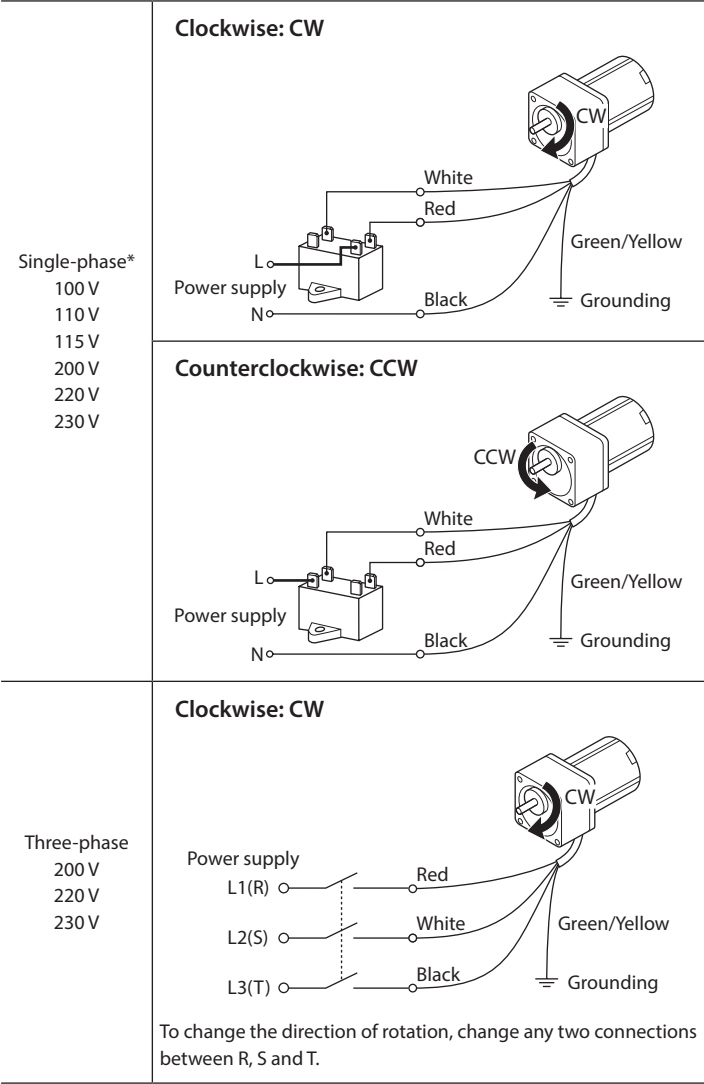 Single-phase*
100 V
110 V
115 V
200 V
220 V
230 V
Clockwise: CW
CW
White
Red
Green/Yellow
L
Power supply
Black
Grounding
N
Counterclockwise: CCW
CCW
White
Red
Green/Yellow
L
Power supply
Black
Grounding
N
Three-phase
200 V
220 V
230 V
Clockwise: CW
CW
Power supply
Red
L1(R)
White
Green/Yellow
L2(S)
Black
Grounding
L3(T)
To change the direction of rotation, change any two connections
between R, S and T.